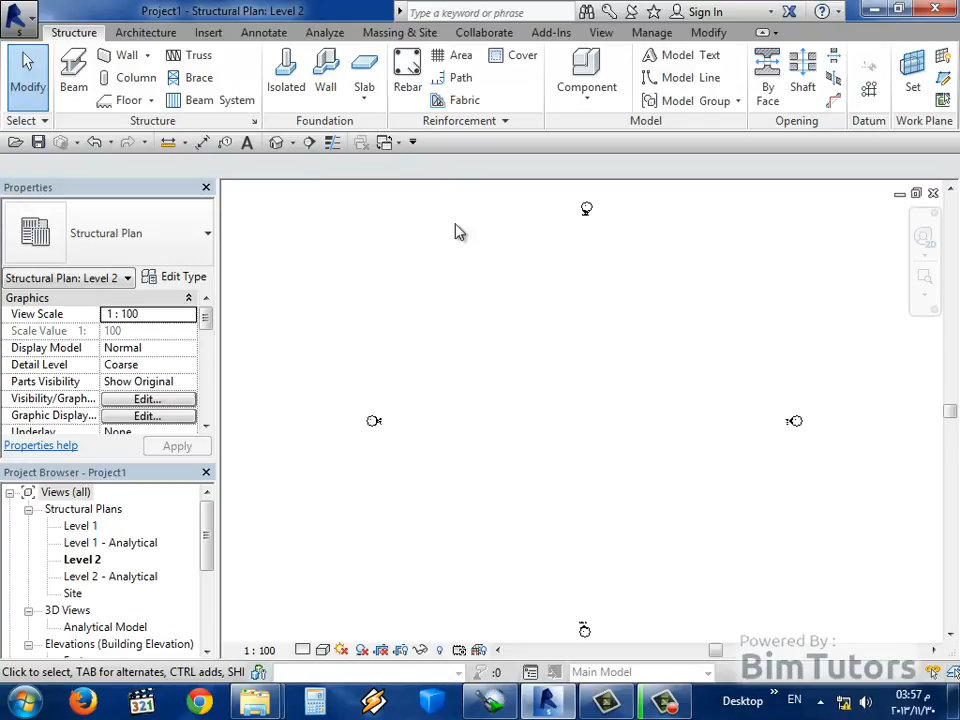 Project1 - Structural Plan: Level 2
Type a keyword or phrase
Sign In
Structure Architecture Insert Annotate Analyze Massing & Site Collaborate Add-Ins View Manage Modify
Modify
Select
Beam
Wall
Column
Floor
Truss
Brace
Beam System
Structure
Isolated
Wall
Slab
Foundation
Rebar
Area
Path
Fabric
Cover
Reinforcement
Component
Model Text
Model Line
Model Group
Model
By Face
Shaft
Opening
Datum
Set
Work Plane
Properties
Structural Plan
Structural Plan: Level 2
Edit Type
Graphics
View Scale 1 : 100
Scale Value 1: 100
Display Model Normal
Detail Level Coarse
Parts Visibility Show Original
Visibility/Graph... Edit...
Graphic Display... Edit...
Underlay None
Properties help
Apply
Project Browser - Project1
Views (all)
Structural Plans
Level 1
Level 1 - Analytical
Level 2
Level 2 - Analytical
Site
3D Views
Analytical Model
Elevations (Building Elevation)
2D
1 : 100
Click to select, TAB for alternates, CTRL adds, SHI
:0
Main Model
Powered By :
BimTutors
321
Desktop
EN
03:57 م
٢٠١٣/١١/٣٠